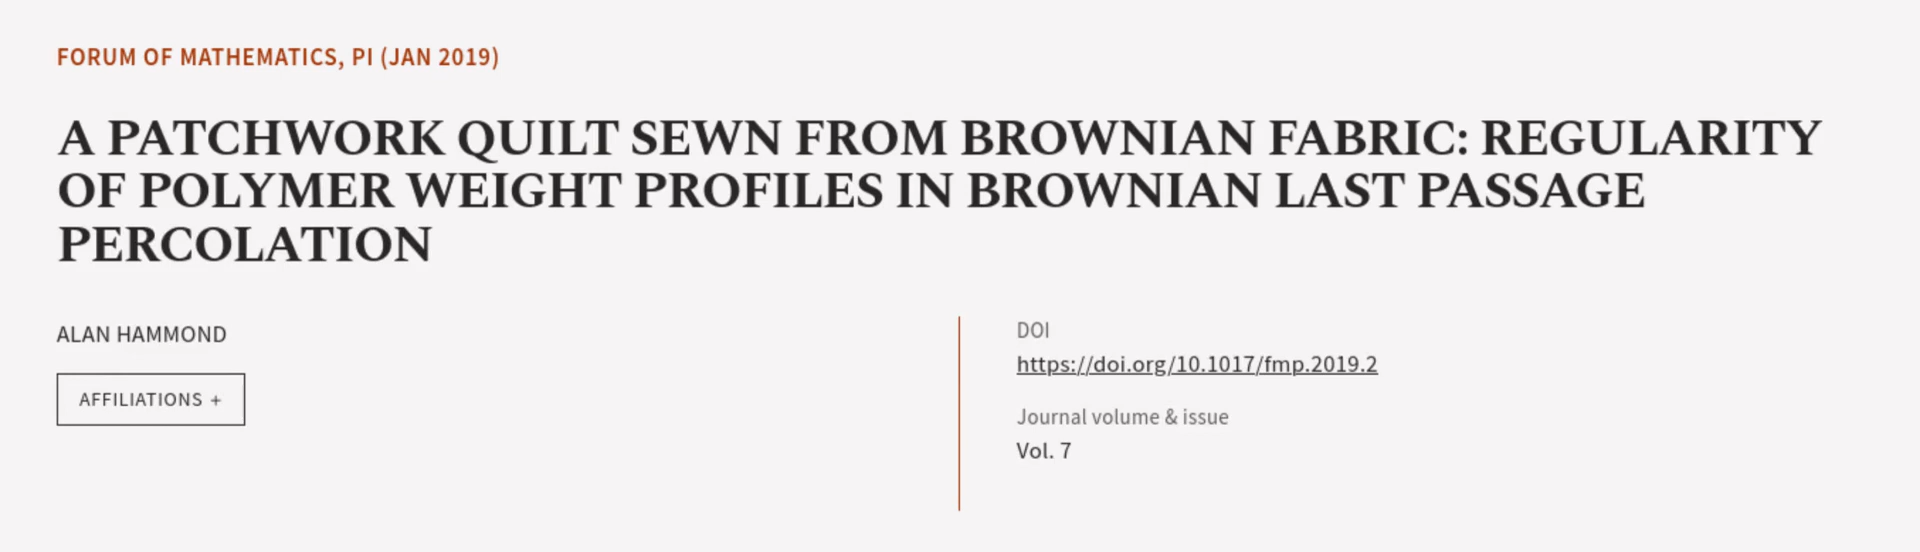 FORUM OF MATHEMATICS, PI (JAN 2019)
A PATCHWORK QUILT SEWN FROM BROWNIAN FABRIC: REGULARITY
OF POLYMER WEIGHT PROFILES IN BROWNIAN LAST PASSAGE
PERCOLATION
ALAN HAMMOND
AFFILIATIONS +
DOI
https://doi.org/10.1017/fmp.2019.2
Journal volume & issue
Vol. 7